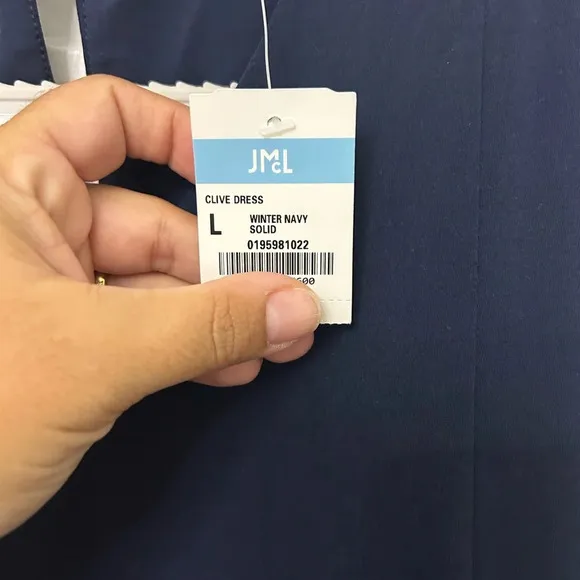 JMcL
CLIVE DRESS
L
WINTER NAVY
SOLID
0195981022